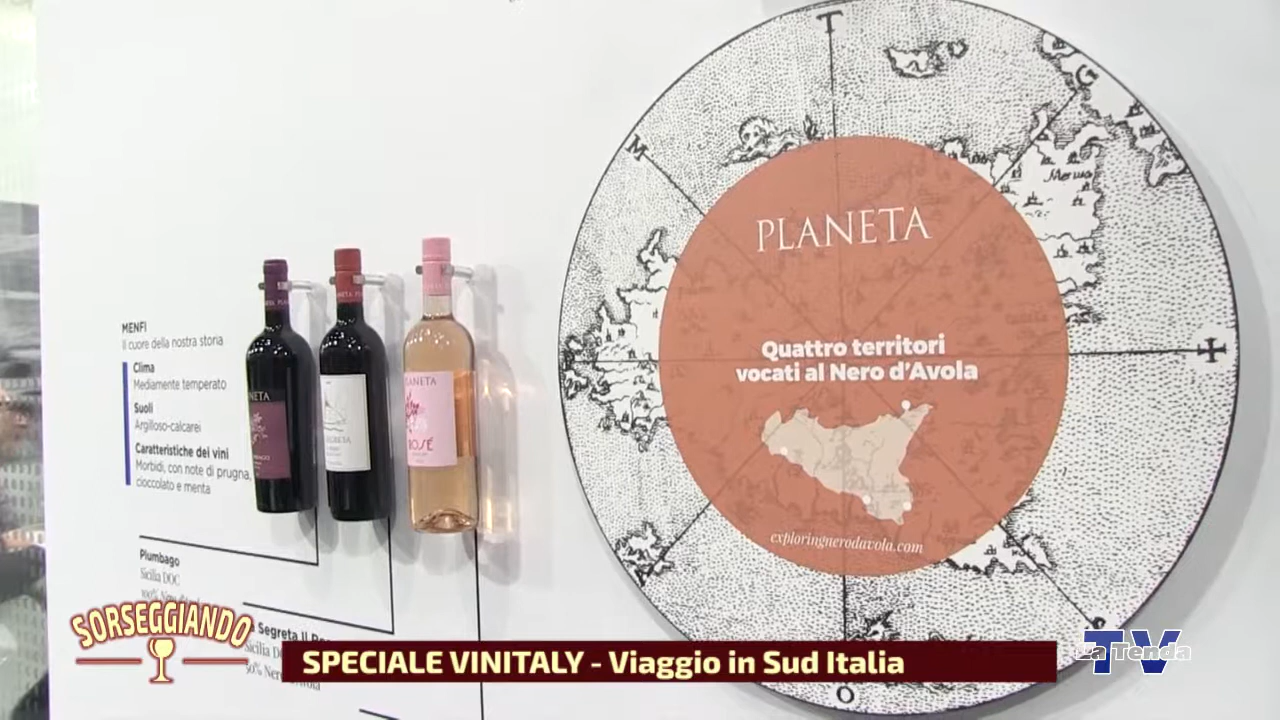 T
G
M
PLANETA
Quattro territori
vocati al Nero d'Avola
exploringnerodavola.com
O
MENFI
Il cuore della nostra storia
Clima
Mediamente temperato
Suoli
Argilloso-calcarei
Caratteristiche dei vini
Morbidi, con note di prugna,
cioccolato e menta
ROSÉ
Plumbago
Sicilia DOC
Segreta Il
SORSEGGIANDO
SPECIALE VINITALY - Viaggio in Sud Italia
TV
La Tenda